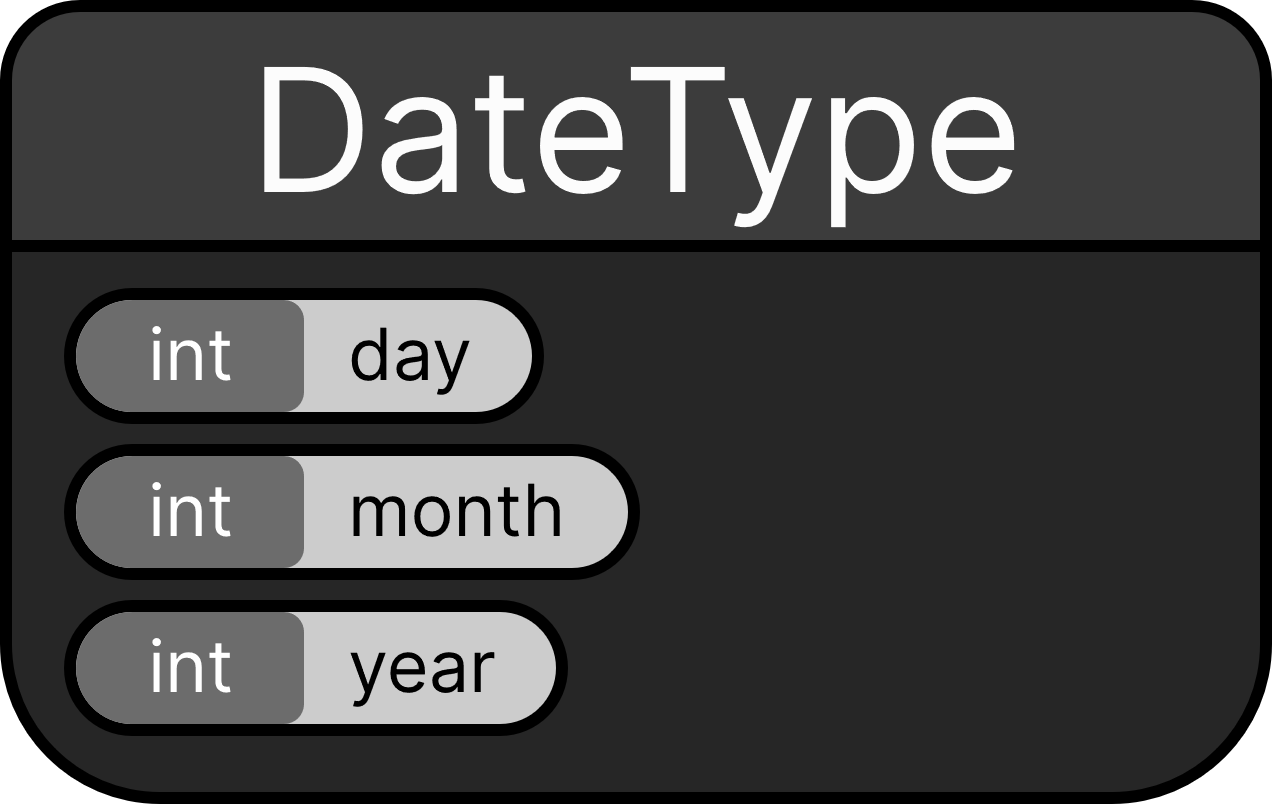 DateType
int day
int month
int year